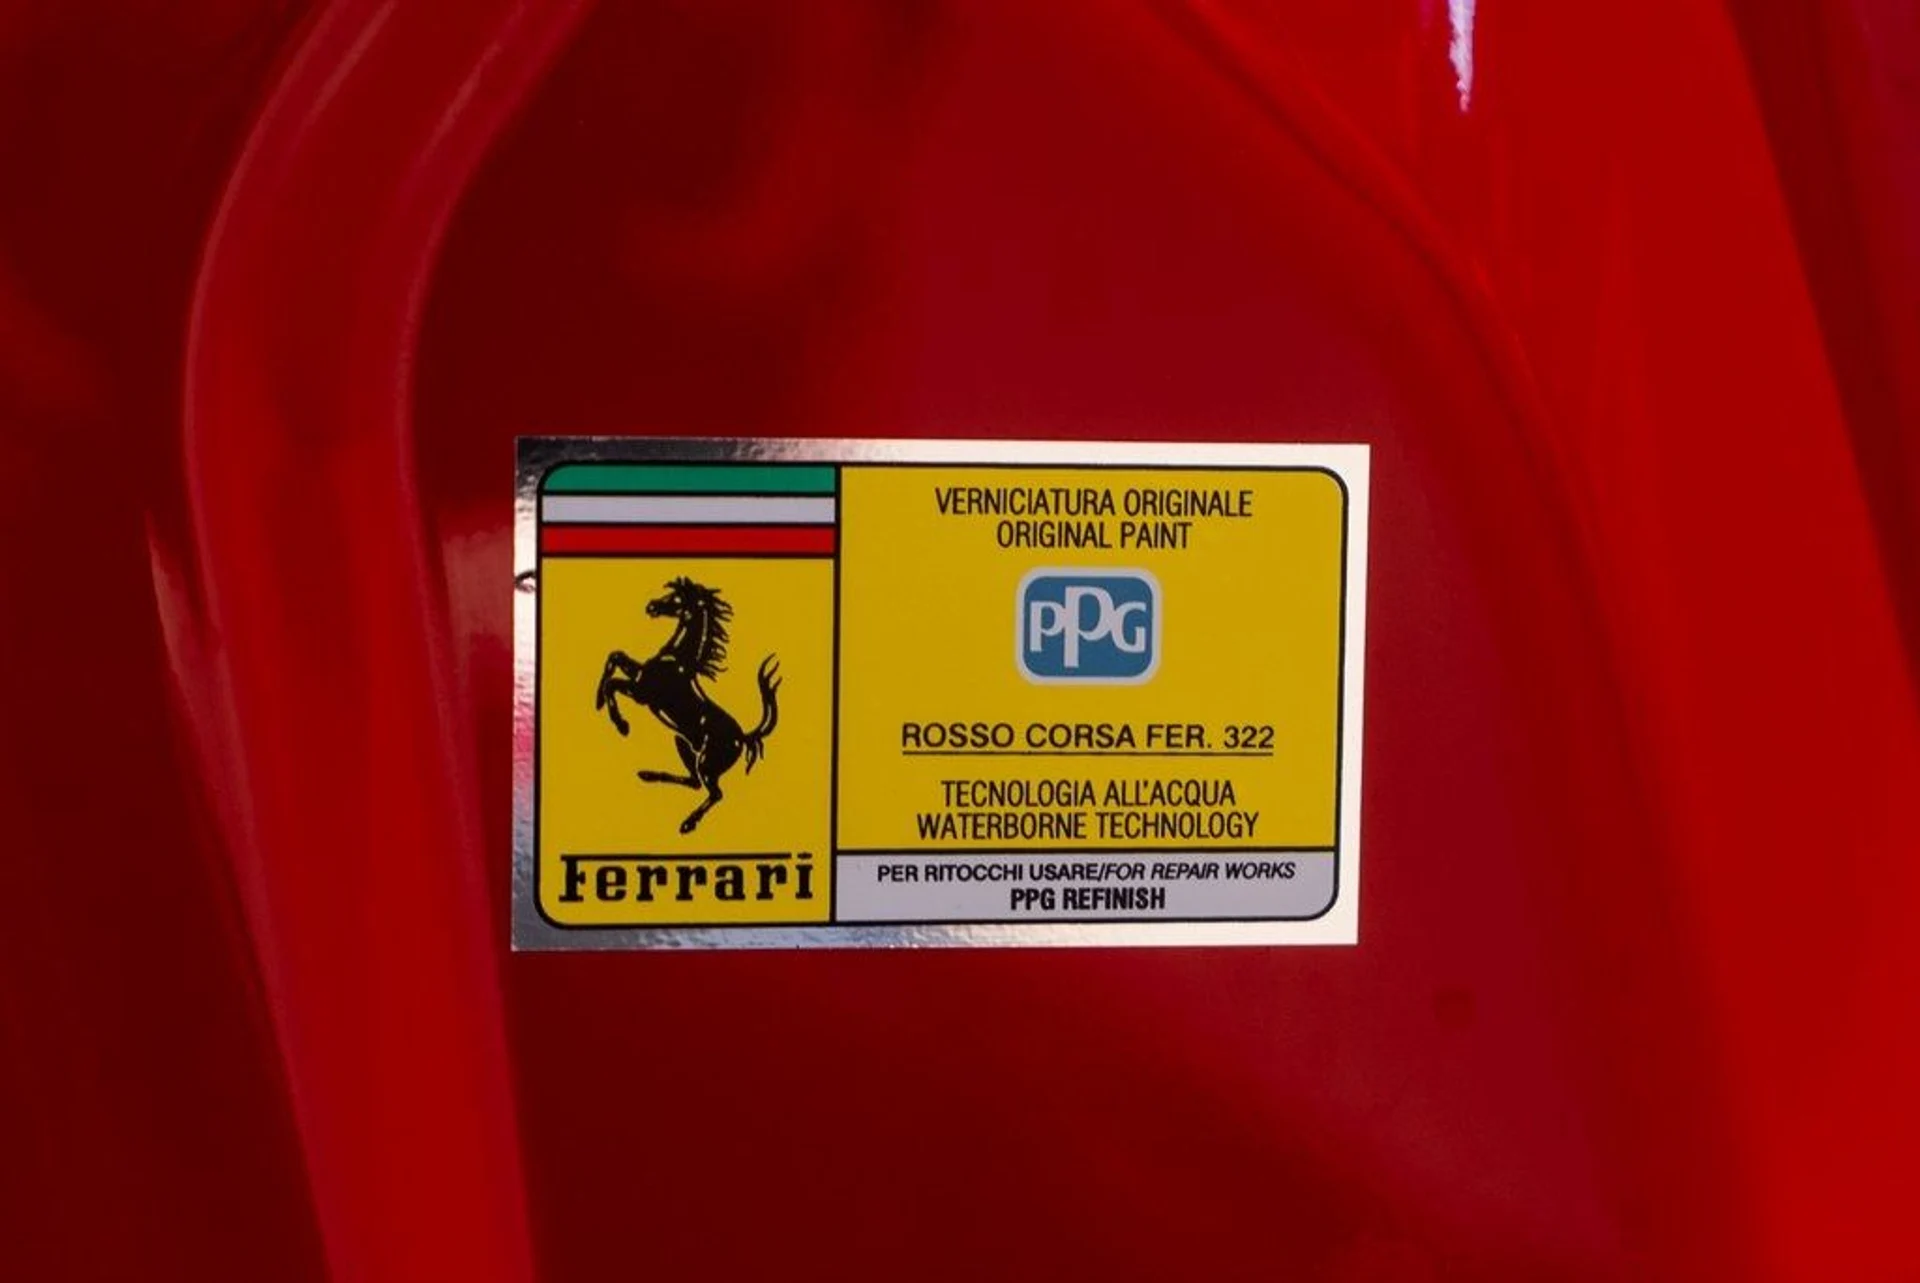 VERNICIATURA ORIGINALE
ORIGINAL PAINT
PPG
ROSSO CORSA FER. 322
TECNOLOGIA ALL'ACQUA
WATERBORNE TECHNOLOGY
PER RITOCCHI USARE/FOR REPAIR WORKS
PPG REFINISH
Ferrari